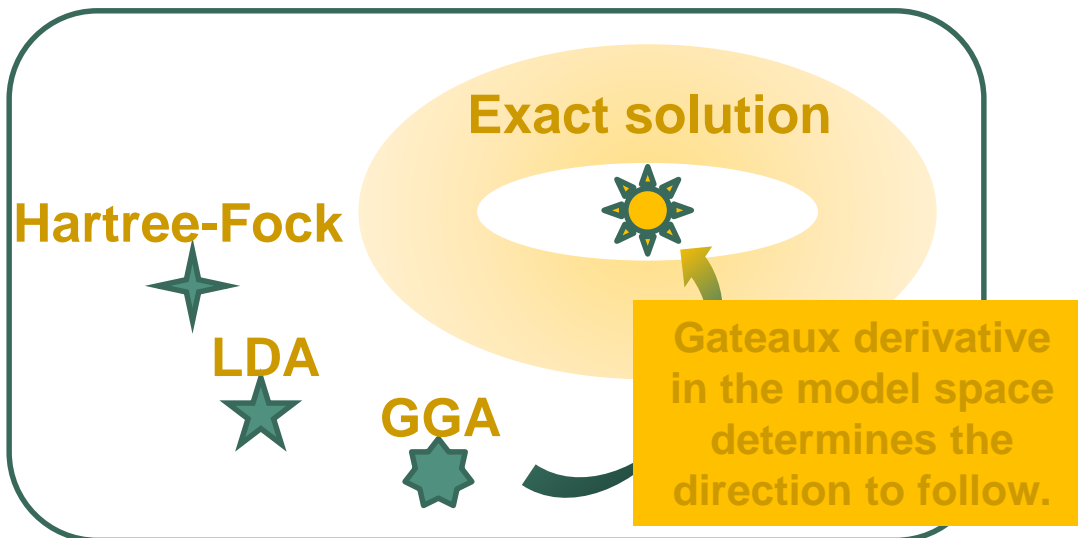 Exact solution
Hartree-Fock
LDA
GGA
Gateaux derivative
in the model space
determines the
direction to follow.